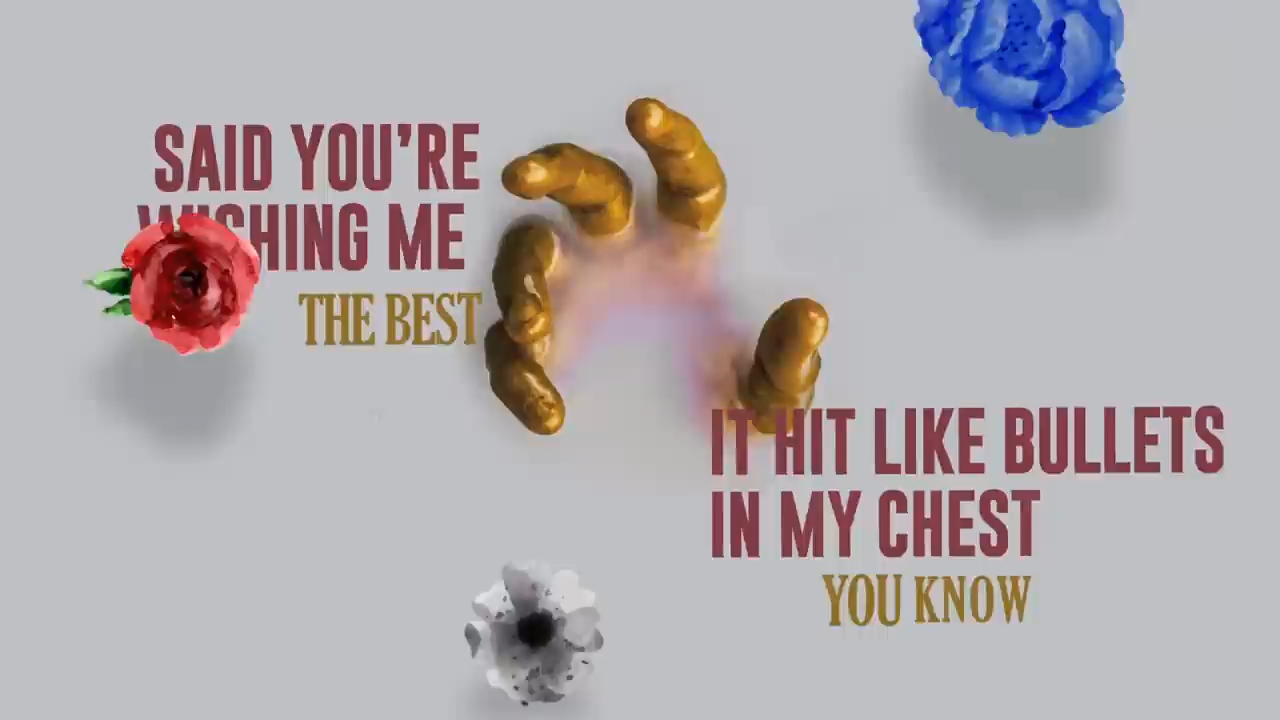 SAID YOU'RE
WISHING ME
THE BEST
IT HIT LIKE BULLETS
IN MY CHEST
YOU KNOW